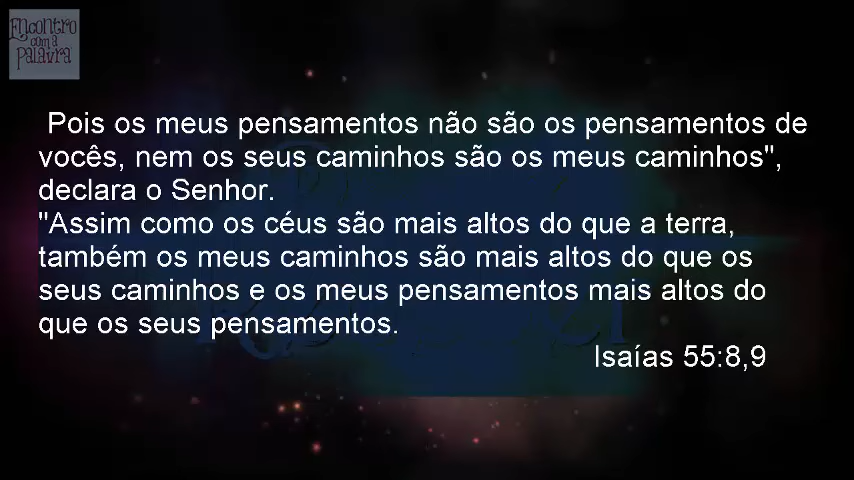 Encontro
com a
Palavra
Pois os meus pensamentos não são os pensamentos de
vocês, nem os seus caminhos são os meus caminhos",
declara o Senhor.
"Assim como os céus são mais altos do que a terra,
também os meus caminhos são mais altos do que os
seus caminhos e os meus pensamentos mais altos do
que os seus pensamentos.
Isaías 55:8,9